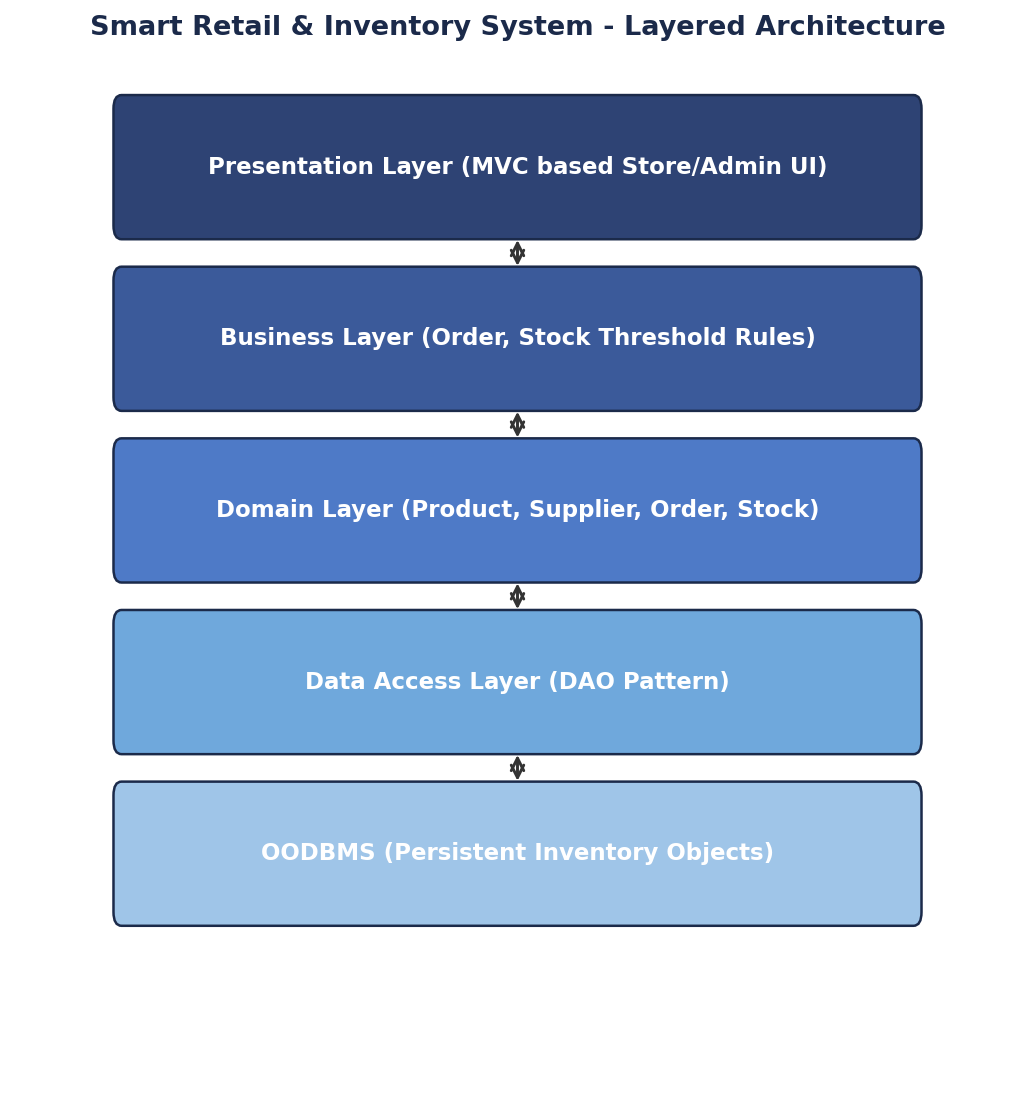 Smart Retail & Inventory System - Layered Architecture
Presentation Layer (MVC based Store/Admin UI)
Business Layer (Order, Stock Threshold Rules)
Domain Layer (Product, Supplier, Order, Stock)
Data Access Layer (DAO Pattern)
OODBMS (Persistent Inventory Objects)